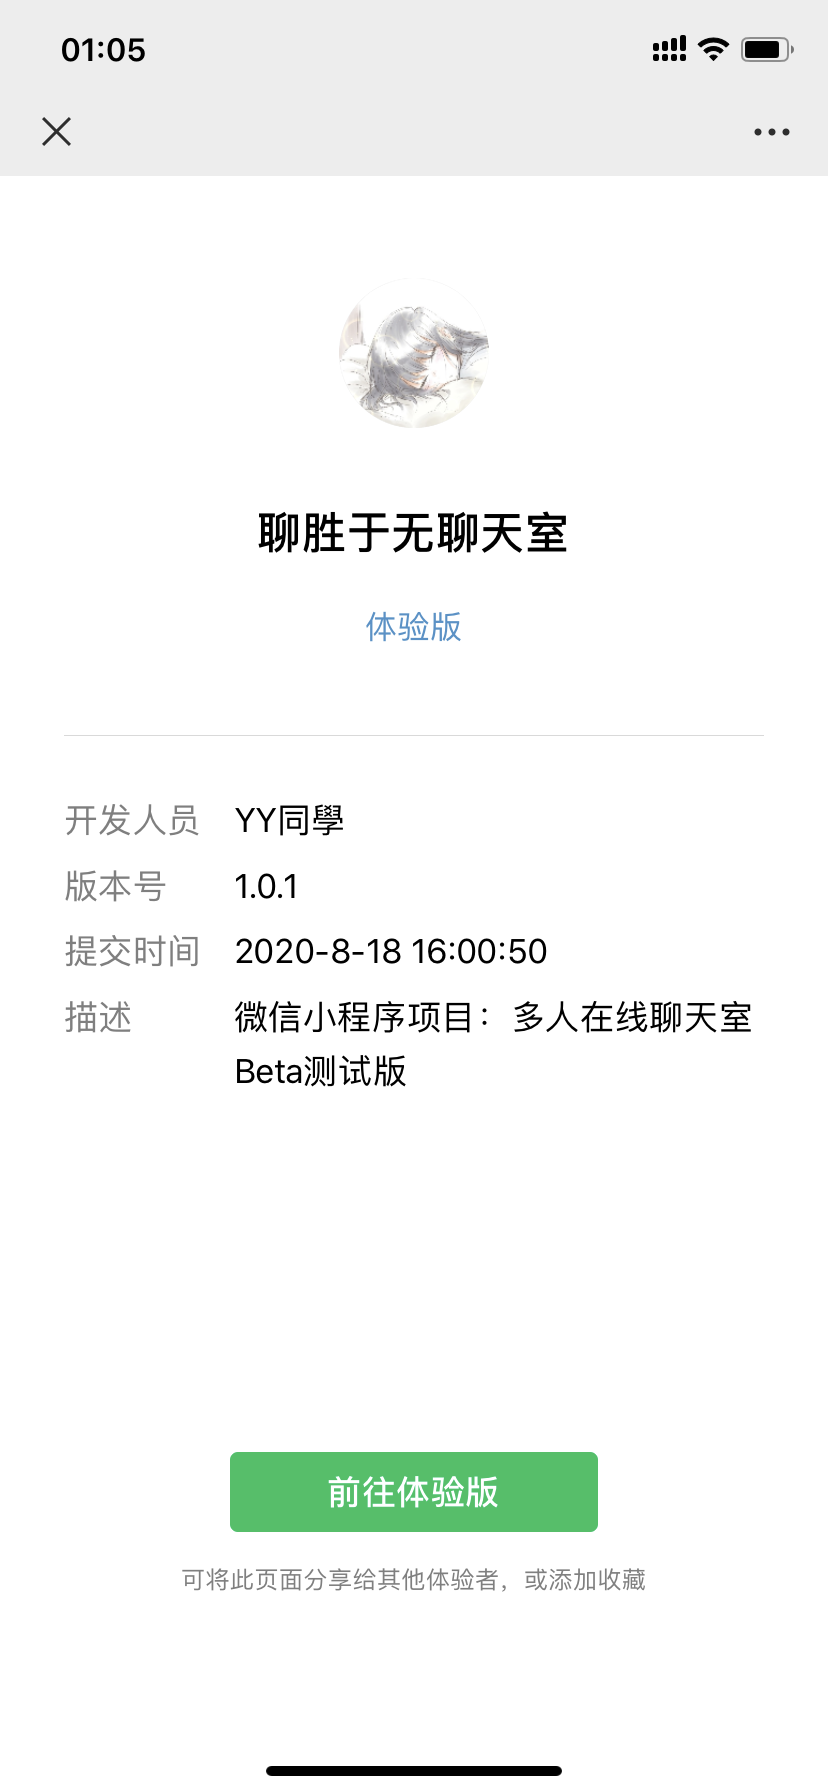 01:05
聊胜于无聊天室
体验版
开发人员 YY同學
版本号 1.0.1
提交时间 2020-8-18 16:00:50
描述 微信小程序项目：多人在线聊天室
Beta测试版
前往体验版
可将此页面分享给其他体验者，或添加收藏